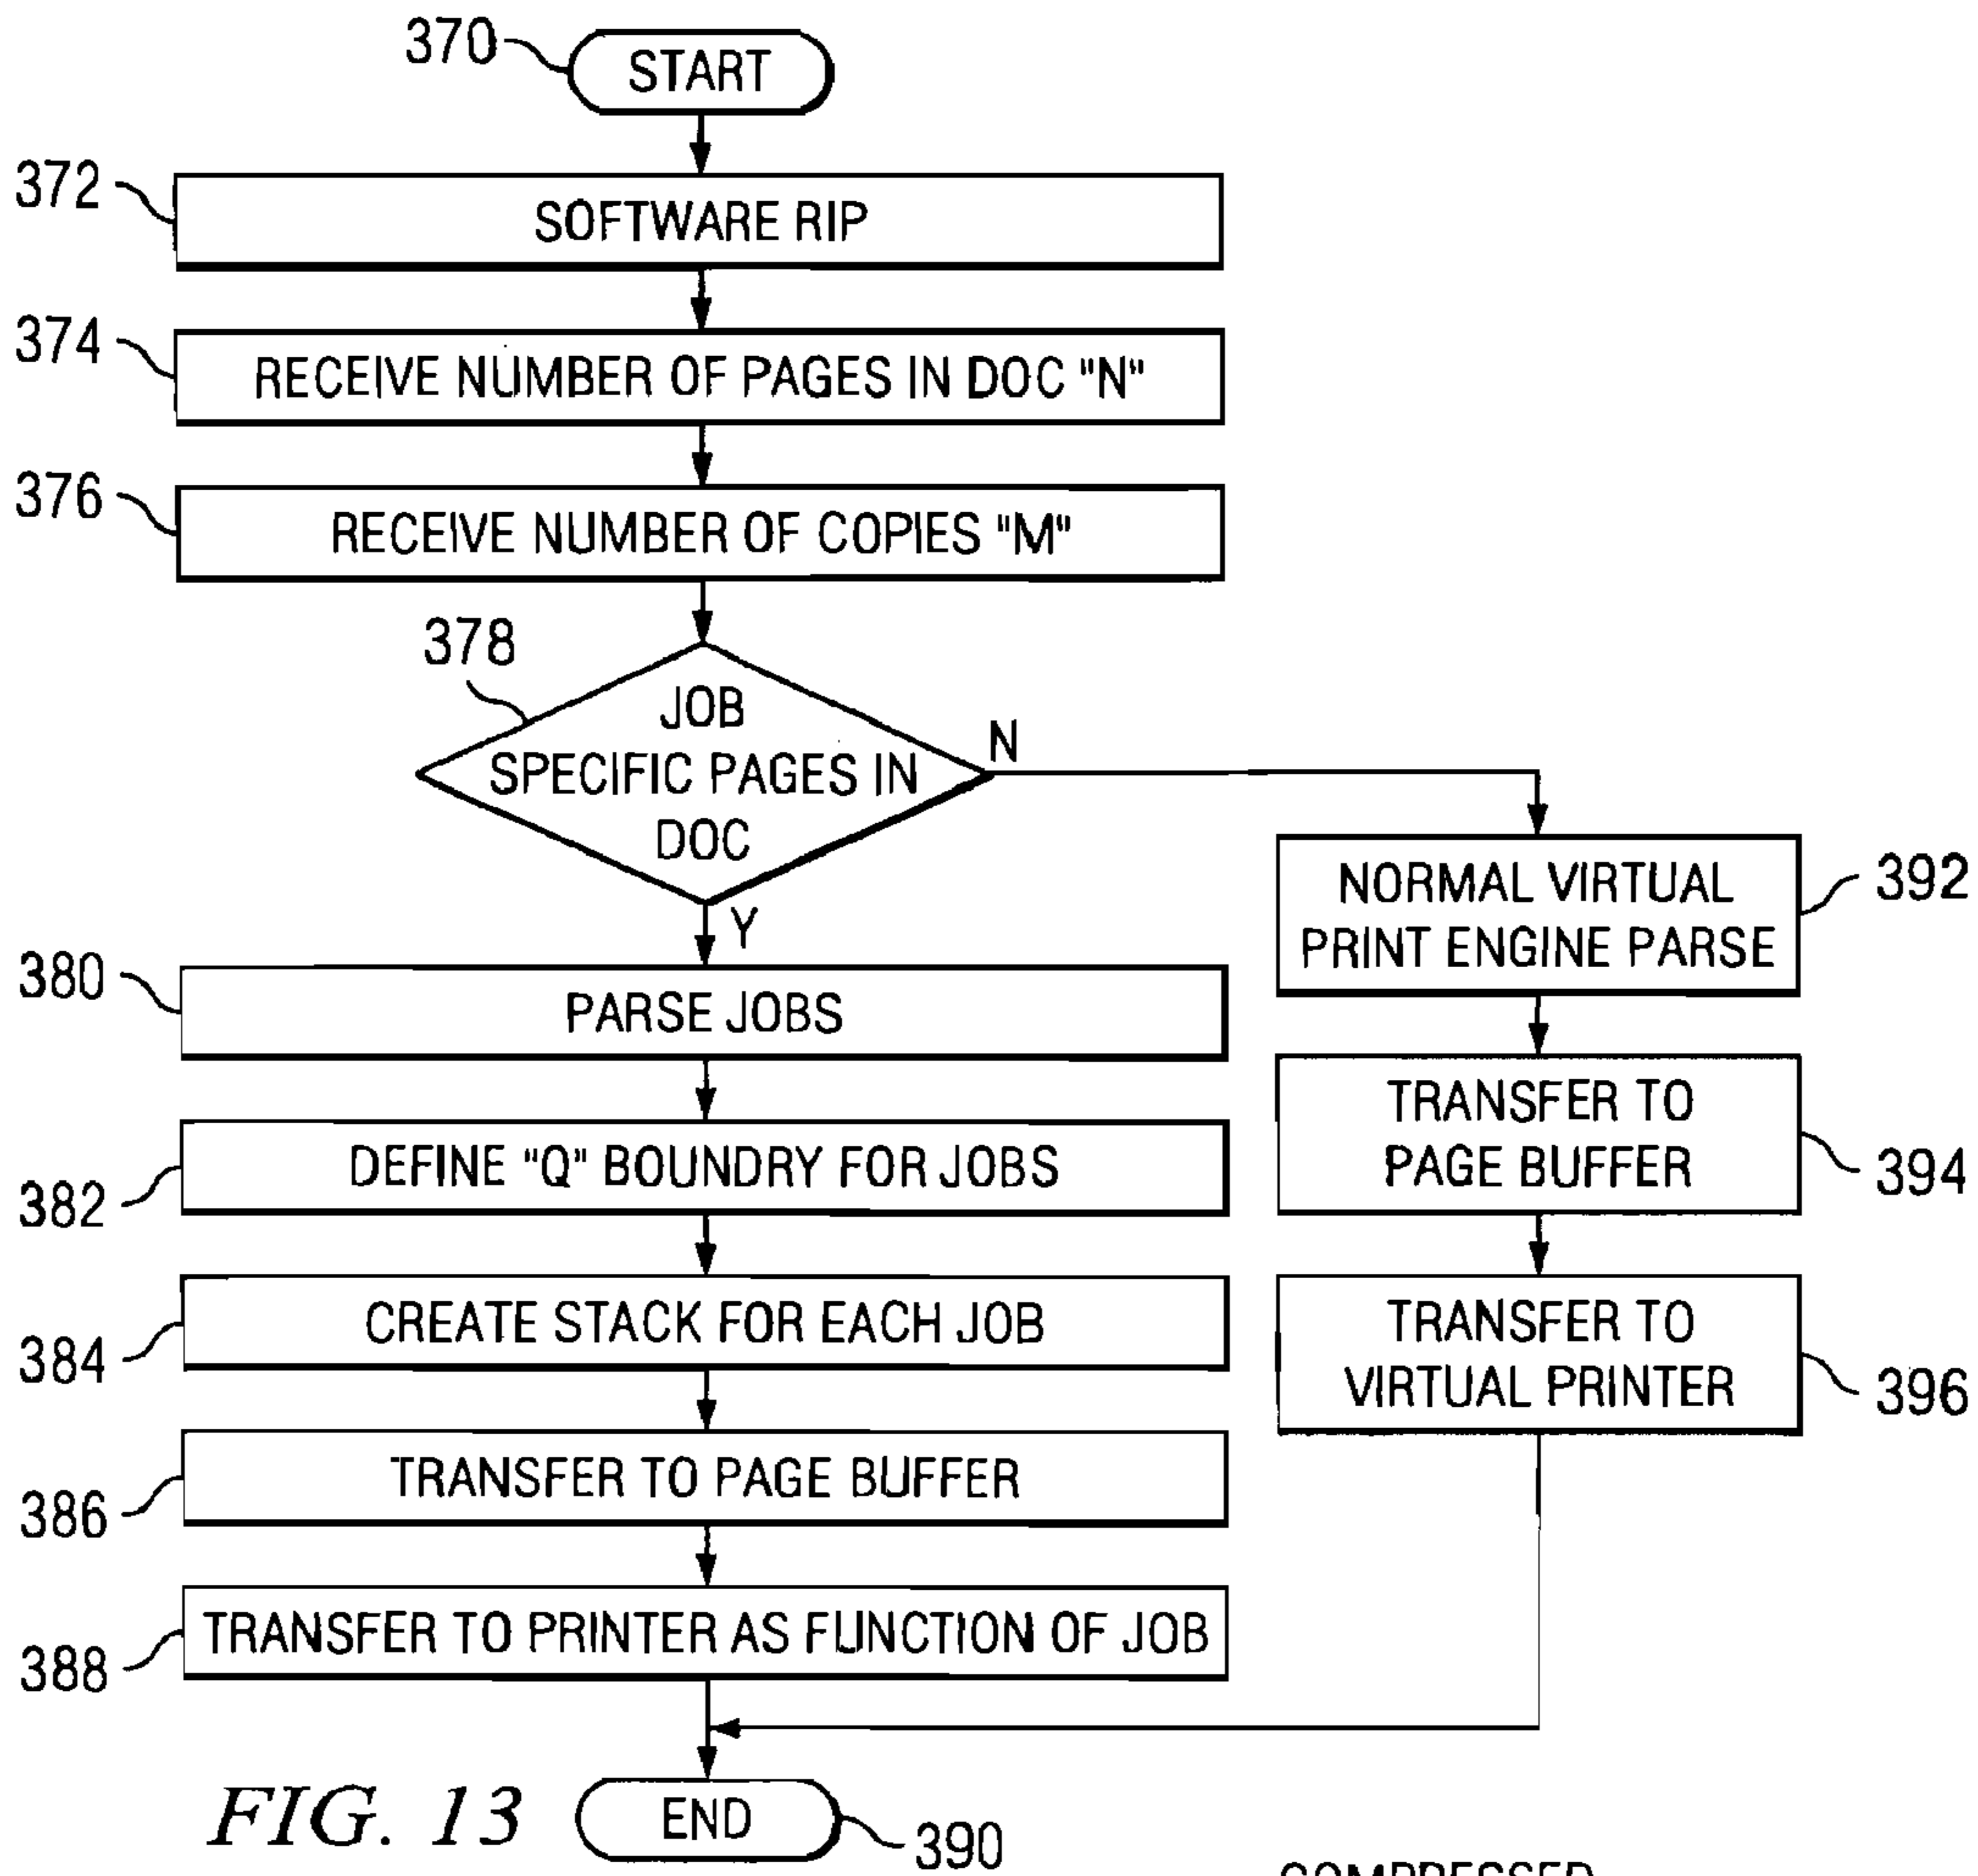 370
START
372
SOFTWARE RIP
374
RECEIVE NUMBER OF PAGES IN DOC "N"
376
RECEIVE NUMBER OF COPIES "M"
378
JOB
SPECIFIC PAGES IN
DOC
N
Y
380
PARSE JOBS
382
DEFINE "Q" BOUNDRY FOR JOBS
384
CREATE STACK FOR EACH JOB
386
TRANSFER TO PAGE BUFFER
388
TRANSFER TO PRINTER AS FUNCTION OF JOB
392
NORMAL VIRTUAL
PRINT ENGINE PARSE
394
TRANSFER TO
PAGE BUFFER
396
TRANSFER TO
VIRTUAL PRINTER
FIG. 13
END
390
COMPRESSED